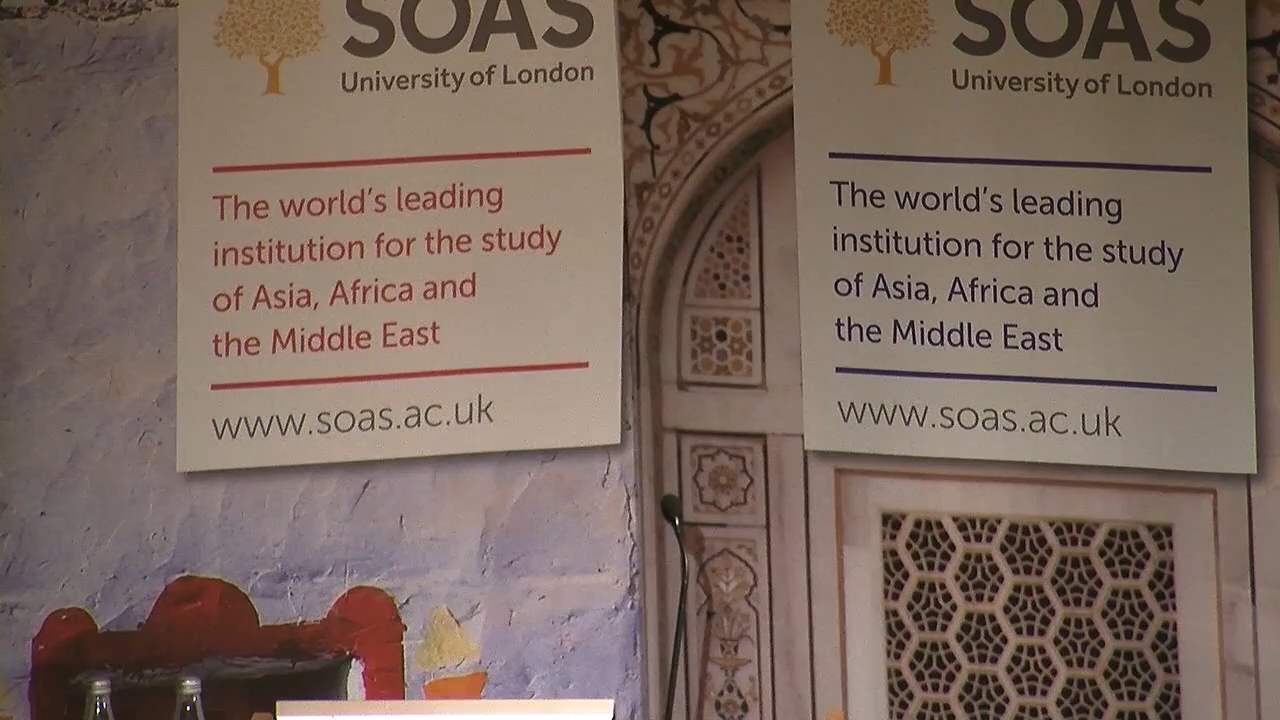 SOAS
University of London
The world's leading
institution for the study
of Asia, Africa and
the Middle East
www.soas.ac.uk
SOAS
University of London
The world's leading
institution for the study
of Asia, Africa and
the Middle East
www.soas.ac.uk